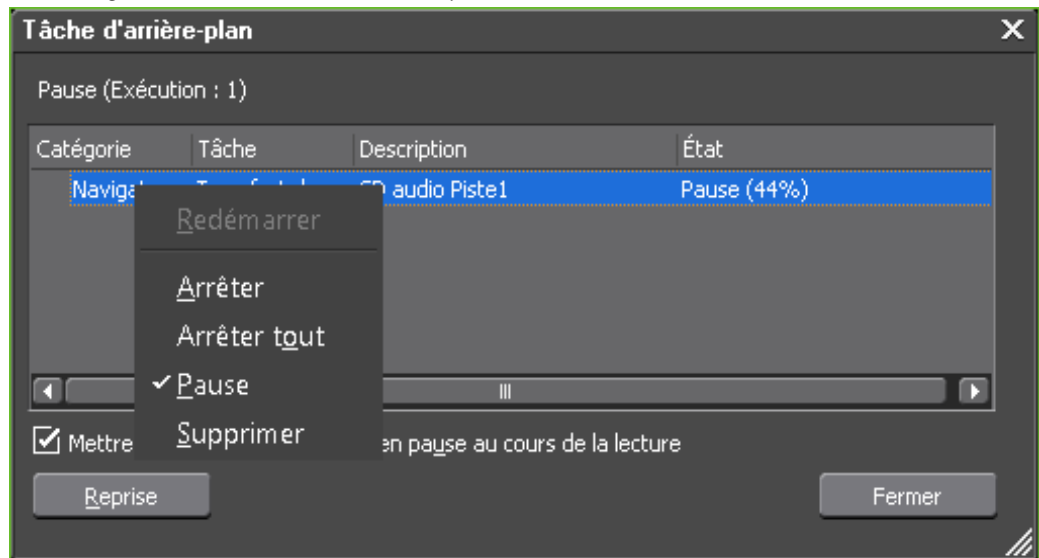 Tâche d'arrière-plan
Pause (Exécution : 1)
Catégorie Tâche Description État
audio Piste1 Pause (44%)
Redémarrer
Arrêter
Arrêter tout
Pause
Supprimer
Mettre en pause au cours de la lecture
Reprise Fermer